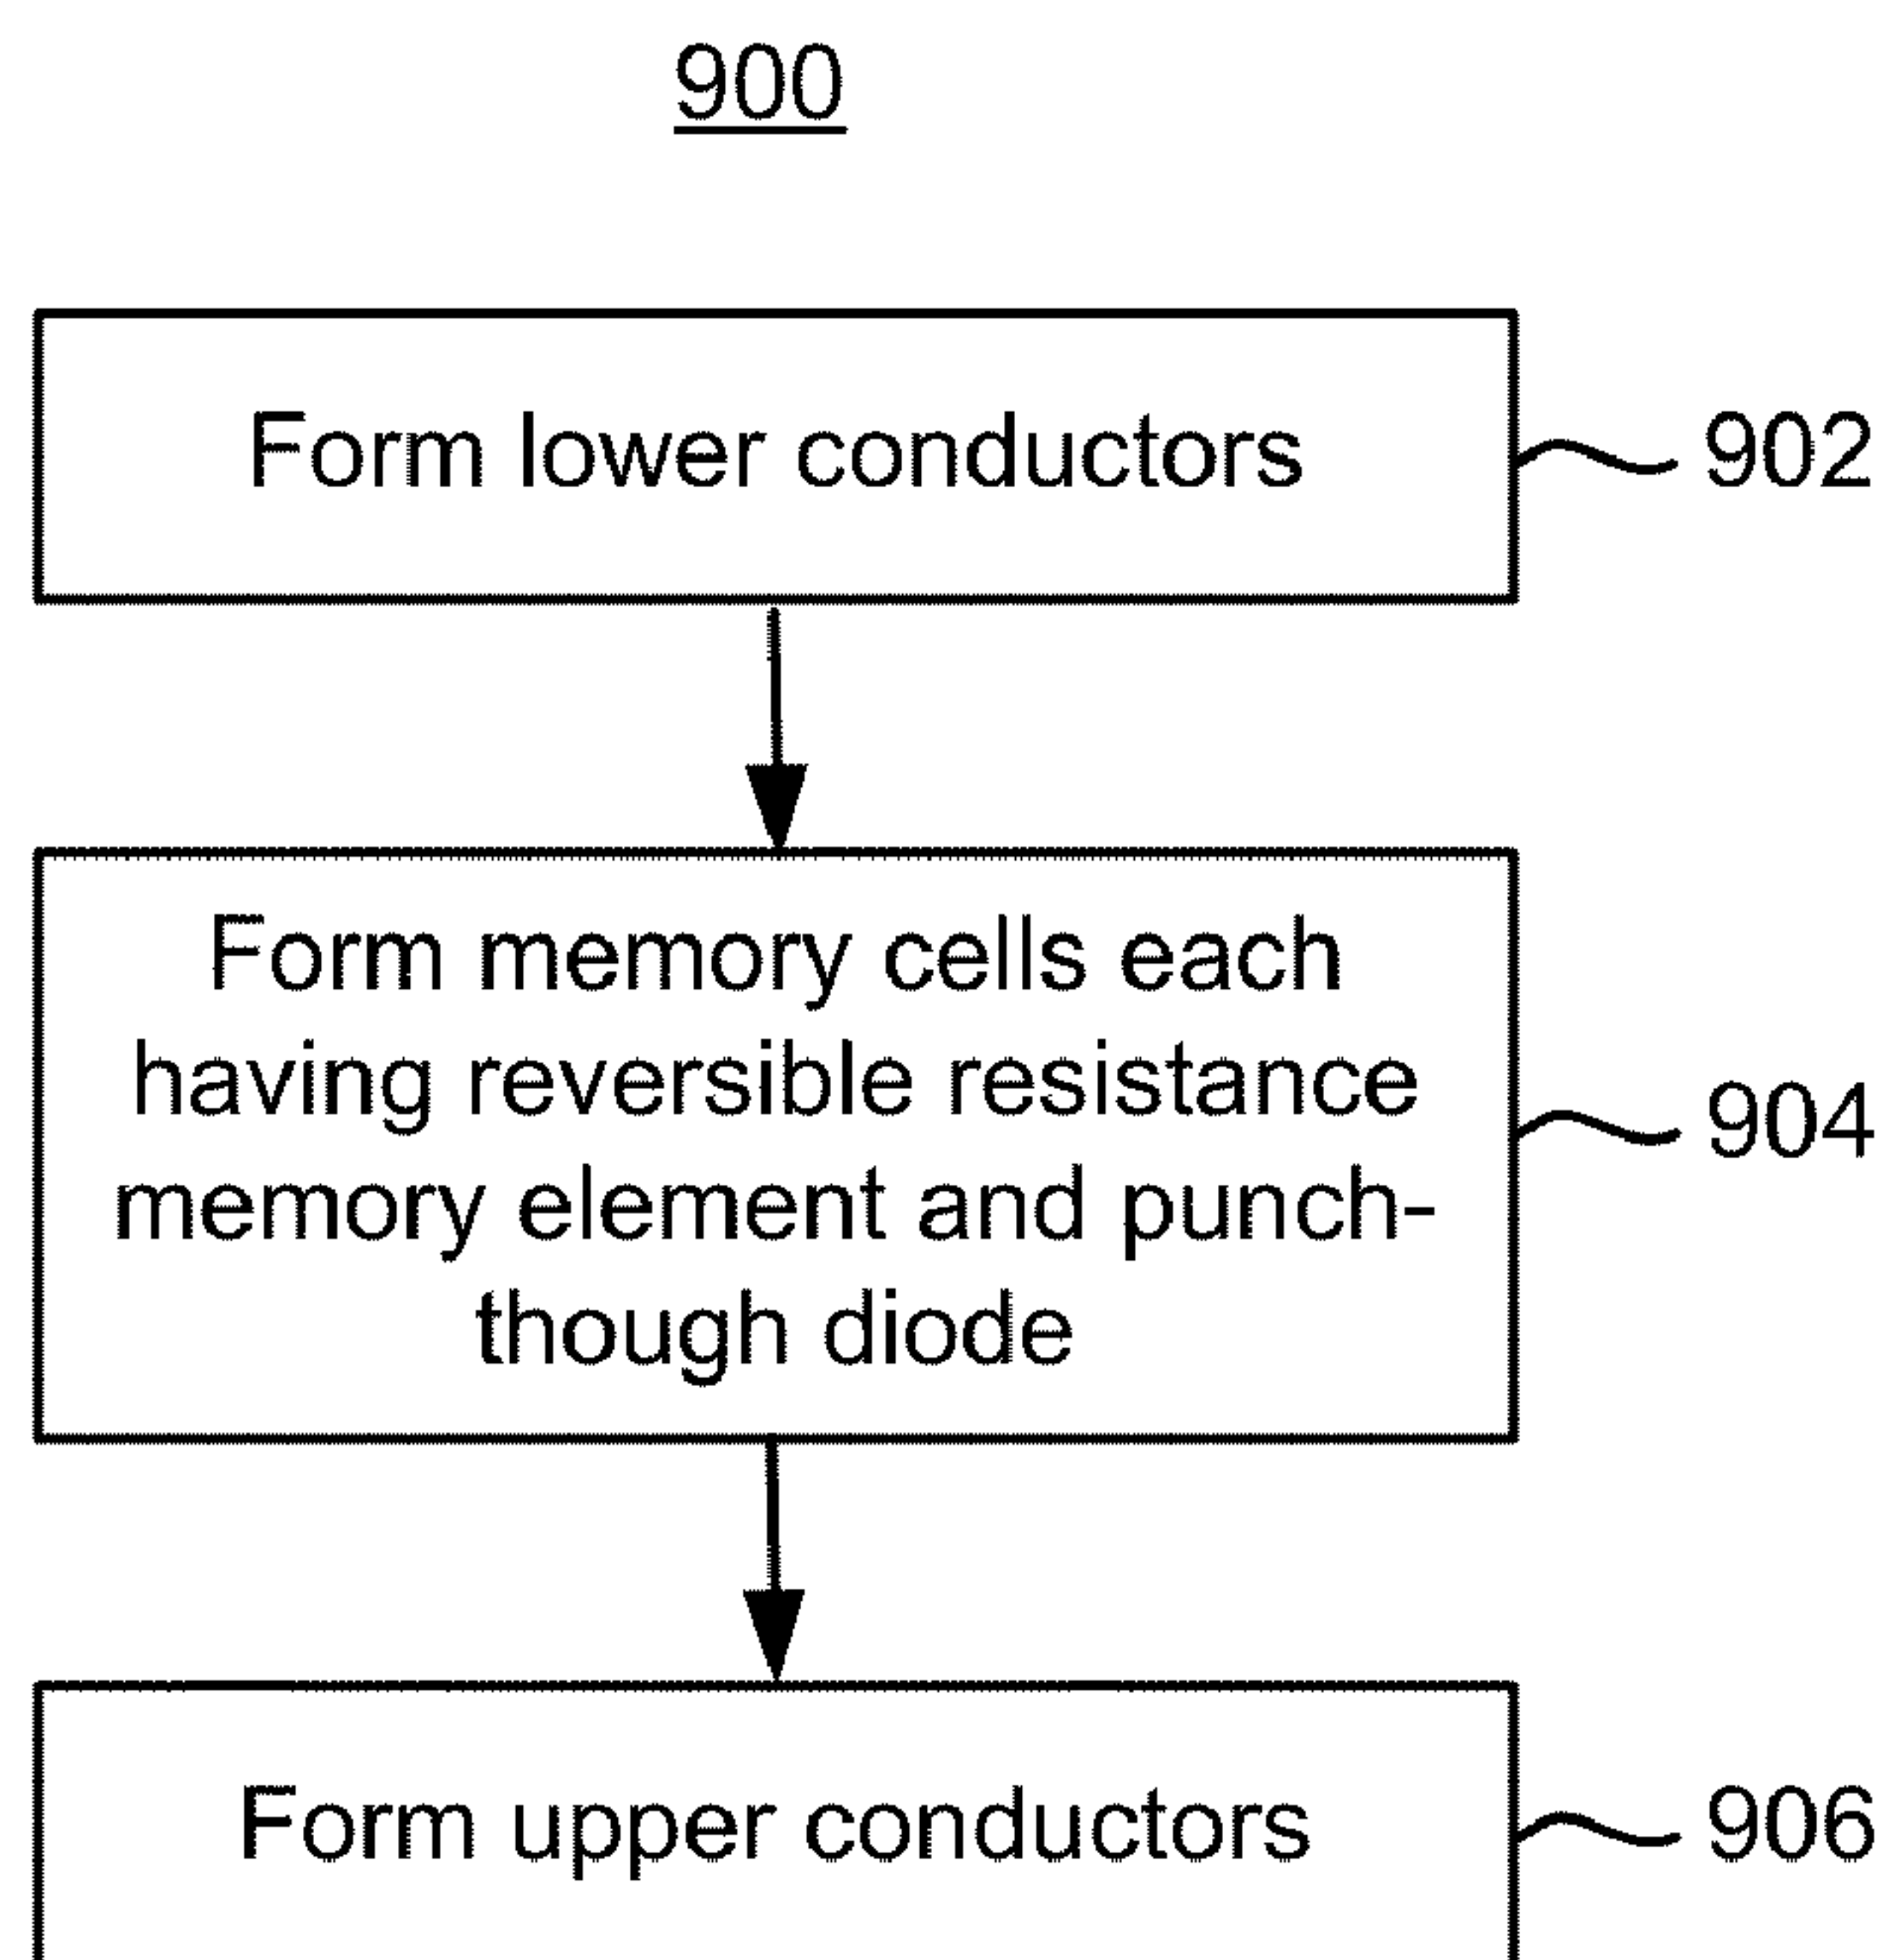 900
Form lower conductors
902
Form memory cells each
having reversible resistance
memory element and punch-
though diode
904
Form upper conductors
906